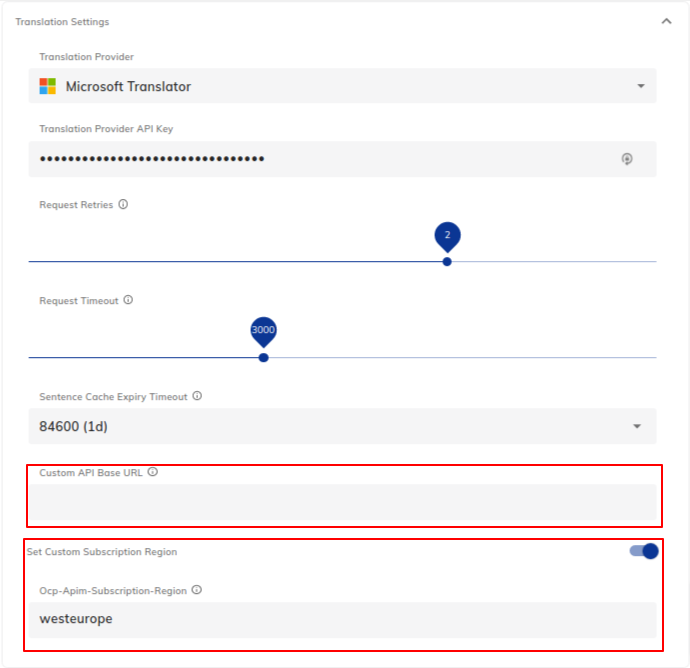 Translation Settings
Translation Provider
Microsoft Translator
Translation Provider API Key
••••••••••••••••••••••••••••••••
Request Retries
2
Request Timeout
3000
Sentence Cache Expiry Timeout
84600 (1d)
Custom API Base URL
Set Custom Subscription Region
Ocp-Apim-Subscription-Region
westeurope